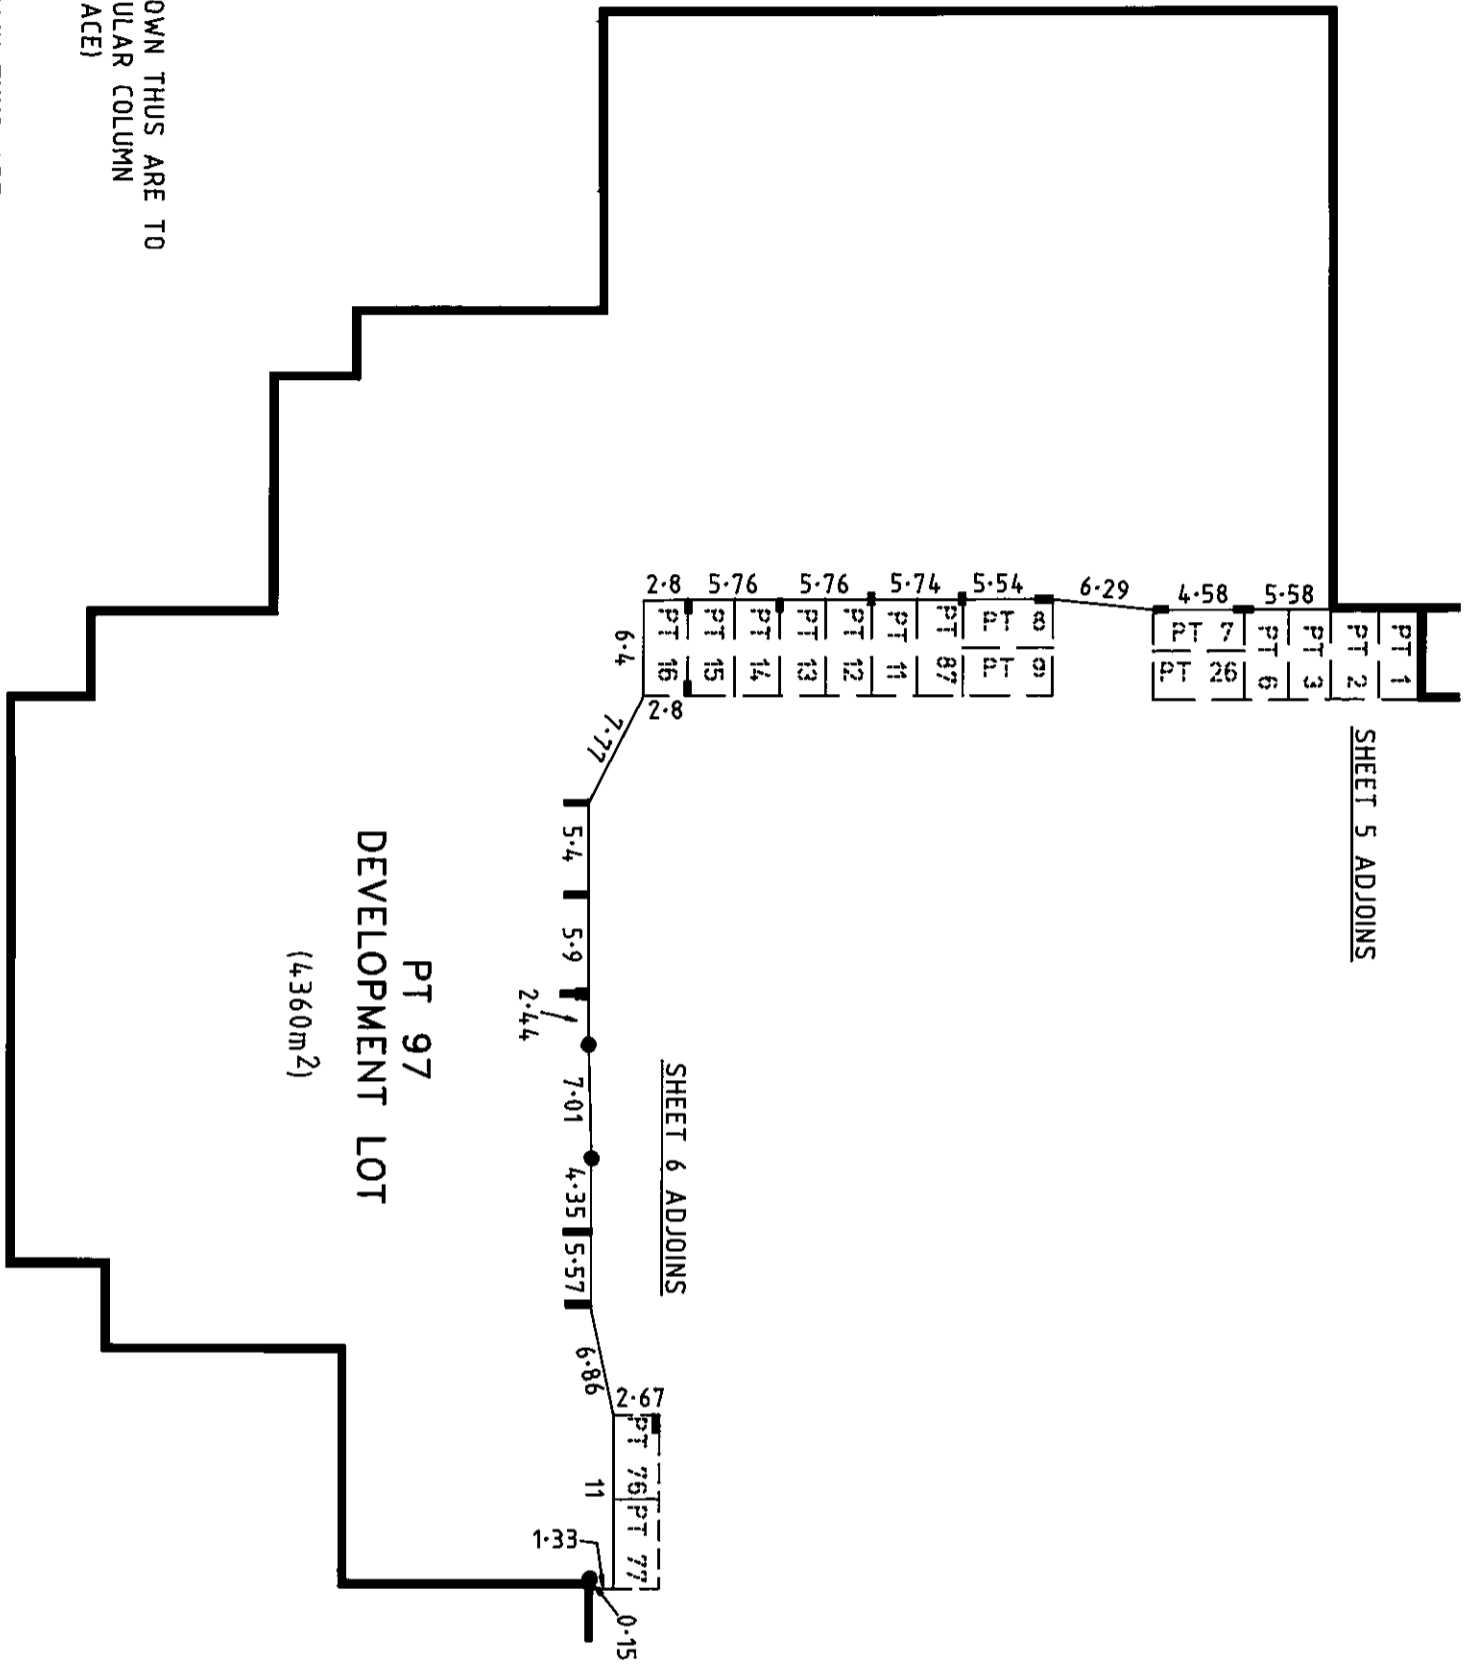 OWN THUS ARE TO
ULAR COLUMN
ACE)
PT 1
PT 2
PT 3
PT 6
PT 7
PT 26
5·58
4·58
6·29
5·54
5·74
5·76
5·76
2·8
PT 8
PT 9
PT 87
PT 11
PT 12
PT 13
PT 14
PT 15
PT 16
6·4
2·8
7·77
SHEET 5 ADJOINS
5·4
5·9
2·44
7·01
4·35
5·57
6·86
2·67
SHEET 6 ADJOINS
PT 76
PT 77
11
1·33
0·15
PT 97
DEVELOPMENT LOT
(4360m²)